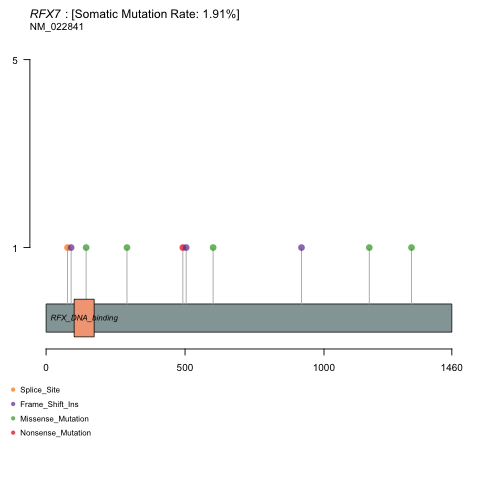 RFX7 : [Somatic Mutation Rate: 1.91%]
NM_022841
5
1
RFX_DNA_binding
0 500 1000 1460
Splice_Site
Frame_Shift_Ins
Missense_Mutation
Nonsense_Mutation